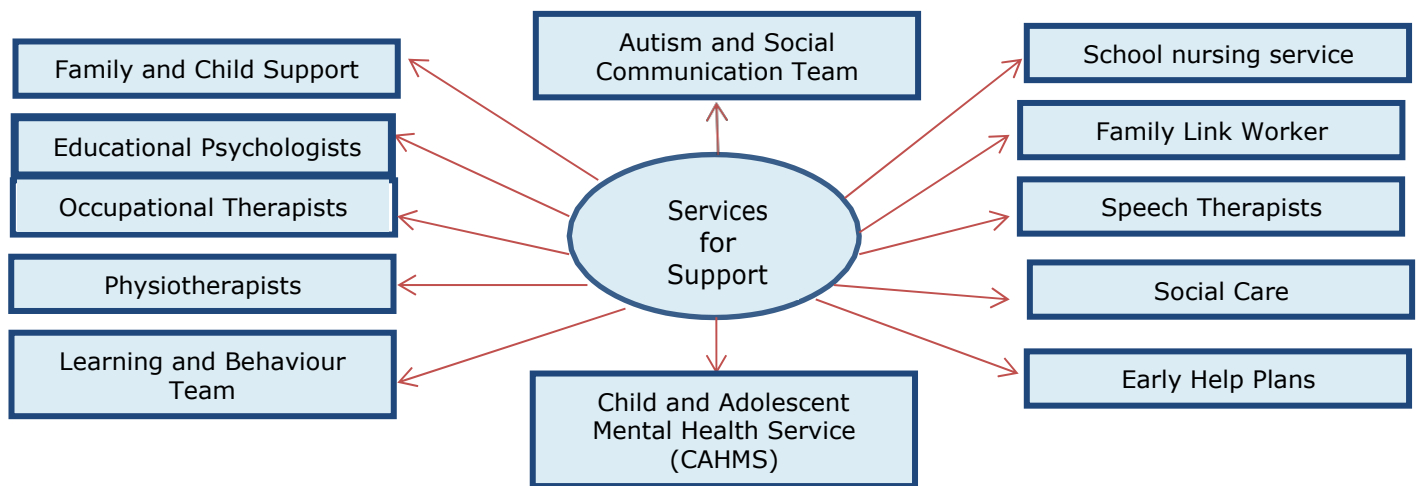 Family and Child Support
Educational Psychologists
Occupational Therapists
Physiotherapists
Learning and Behaviour
Team
Autism and Social
Communication Team
Services
for
Support
Child and Adolescent
Mental Health Service
(CAHMS)
School nursing service
Family Link Worker
Speech Therapists
Social Care
Early Help Plans